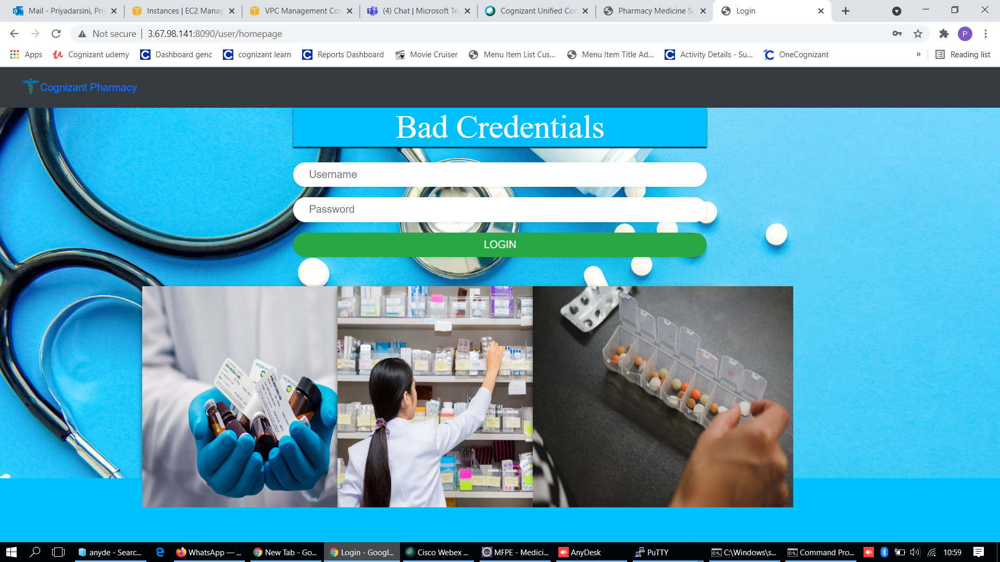 Mail - Priyadarsini, Pri
Instances | EC2 Manag
VPC Management Con
(4) Chat | Microsoft Te
Cognizant Unified Con
Pharmacy Medicine Su
Login
Not secure
3.67.98.141:8090/user/homepage
P
Apps
Cognizant udemy
Dashboard genc
cognizant learn
Reports Dashboard
Movie Cruiser
Menu Item List Cus...
Menu Item Title Ad...
Activity Details - Su...
OneCognizant
»
Reading list
Cognizant Pharmacy
Bad Credentials
Username
Password
LOGIN
anyde - Searc...
WhatsApp — ...
New Tab - Go...
Login - Googl...
Cisco Webex ...
MFPE - Medici...
AnyDesk
PuTTY
C:\Windows\s...
Command Pro...
10:59